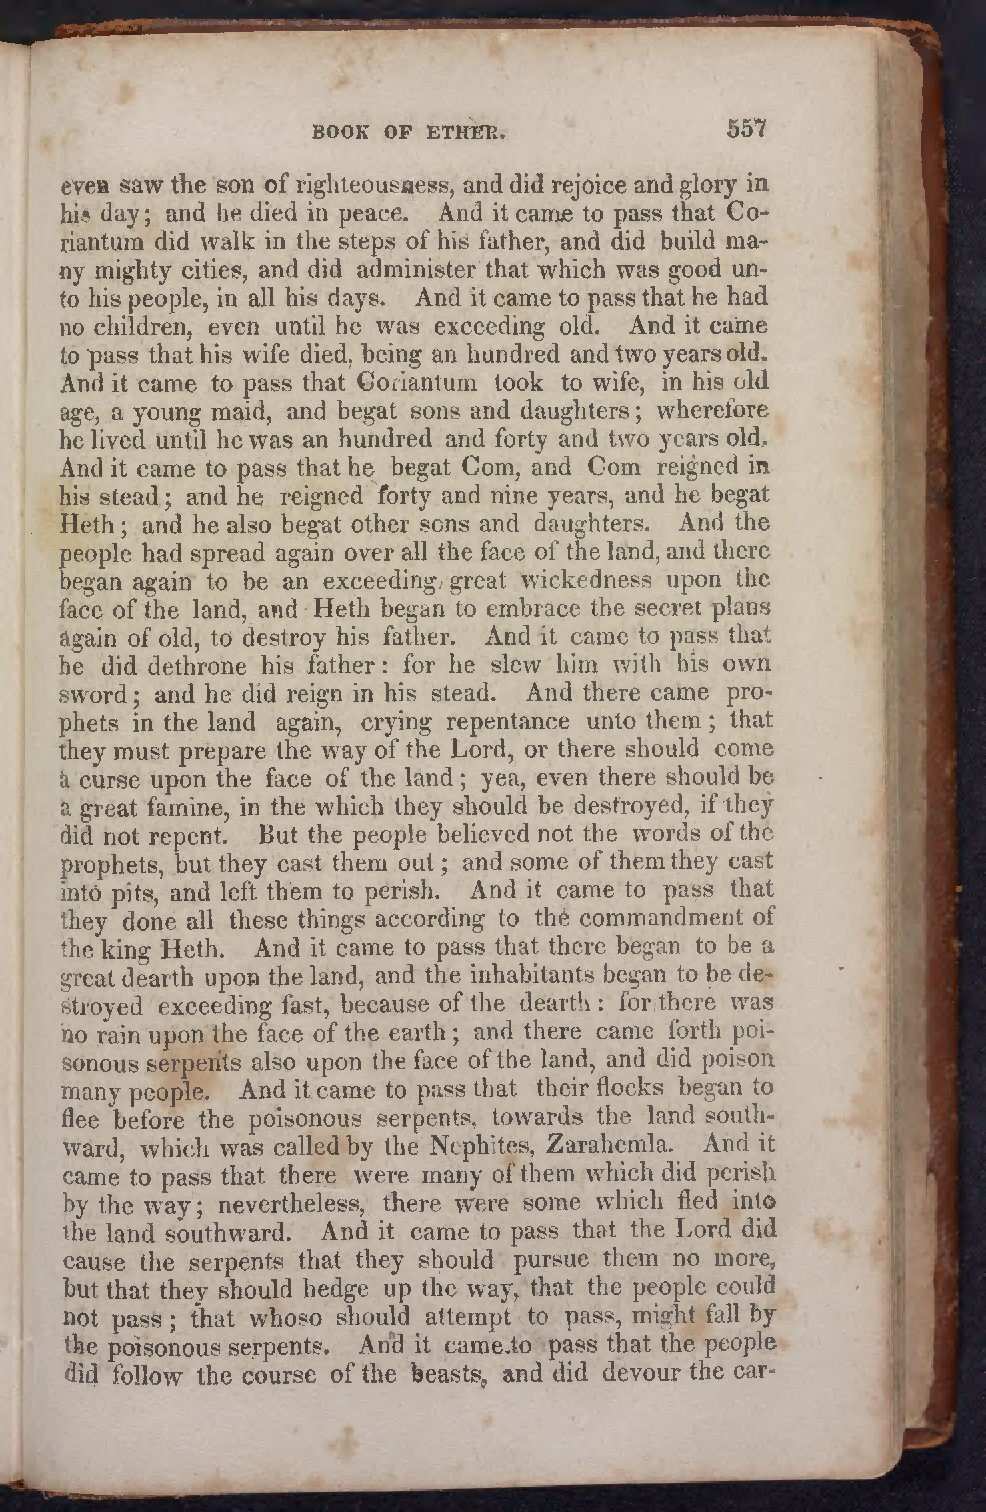 BOOK OF ETHER. 557
even saw the son of righteousness, and did rejoice and glory in
his day; and he died in peace. And it came to pass that Co-
riantum did walk in the steps of his father, and did build ma-
ny mighty cities, and did administer that which was good un-
to his people, in all his days. And it came to pass that he had
no children, even until he was exceeding old. And it came
to pass that his wife died, being an hundred and two years old.
And it came to pass that Coriantum took to wife, in his old
age, a young maid, and begat sons and daughters; wherefore
he lived until he was an hundred and forty and two years old.
And it came to pass that he begat Com, and Com reigned in
his stead; and he reigned forty and nine years, and he begat
Heth; and he also begat other sons and daughters. And the
people had spread again over all the face of the land, and there
began again to be an exceeding great wickedness upon the
face of the land, and Heth began to embrace the secret plans
again of old, to destroy his father. And it came to pass that
he did dethrone his father: for he slew him with his own
sword; and he did reign in his stead. And there came pro-
phets in the land again, crying repentance unto them; that
they must prepare the way of the Lord, or there should come
a curse upon the face of the land; yea, even there should be
a great famine, in the which they should be destroyed, if they
did not repent. But the people believed not the words of the
prophets, but they cast them out; and some of them they cast
into pits, and left them to perish. And it came to pass that
they done all these things according to the commandment of
the king Heth. And it came to pass that there began to be a
great dearth upon the land, and the inhabitants began to be de-
stroyed exceeding fast, because of the dearth: for there was
no rain upon the face of the earth; and there came forth poi-
sonous serpents also upon the face of the land, and did poison
many people. And it came to pass that their flocks began to
flee before the poisonous serpents, towards the land south-
ward, which was called by the Nephites, Zarahemla. And it
came to pass that there were many of them which did perish
by the way; nevertheless, there were some which fled into
the land southward. And it came to pass that the Lord did
cause the serpents that they should pursue them no more,
but that they should hedge up the way, that the people could
not pass; that whoso should attempt to pass, might fall by
the poisonous serpents. And it came to pass that the people
did follow the course of the beasts, and did devour the car-